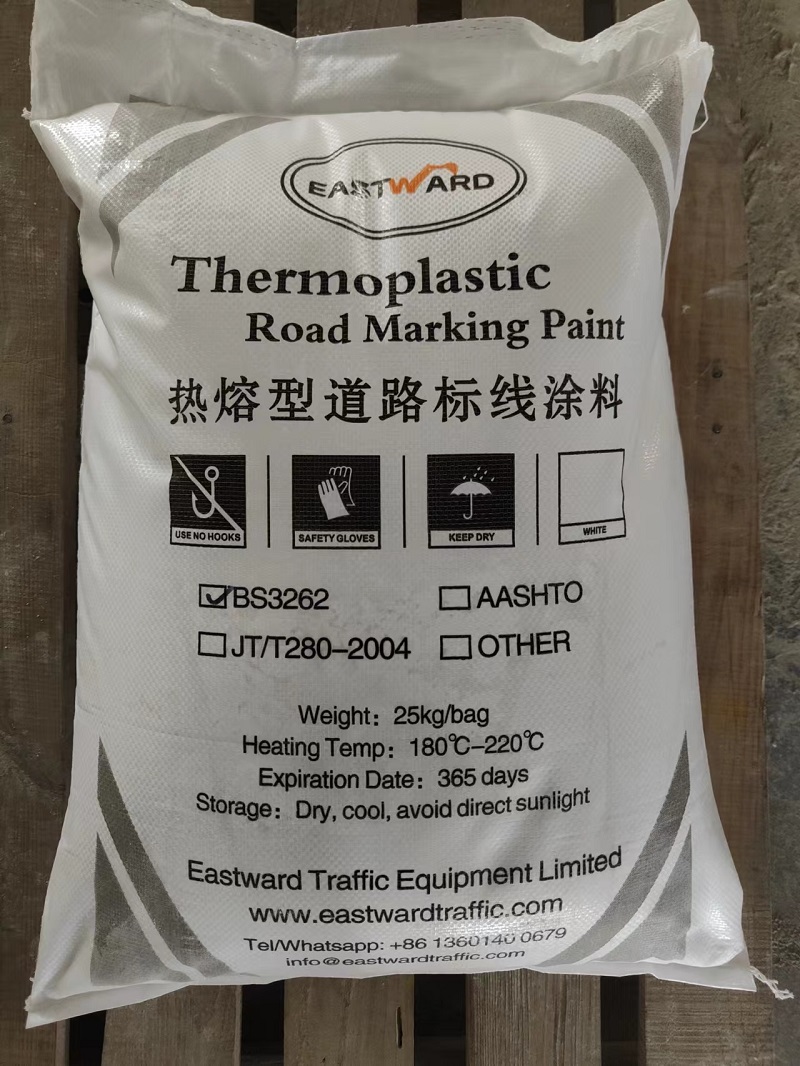 EASTWARD
Thermoplastic
Road Marking Paint
热熔型道路标线涂料
USE NO HOOKS
SAFETY GLOVES
KEEP DRY
WHITE
BS3262
AASHTO
JT/T280-2004
OTHER
Weight: 25kg/bag
Heating Temp: 180℃-220℃
Expiration Date: 365 days
Storage: Dry, cool, avoid direct sunlight
Eastward Traffic Equipment Limited
www.eastwardtraffic.com
Tel/Whatsapp: +86 1360140 0679
info@eastwardtraffic.com